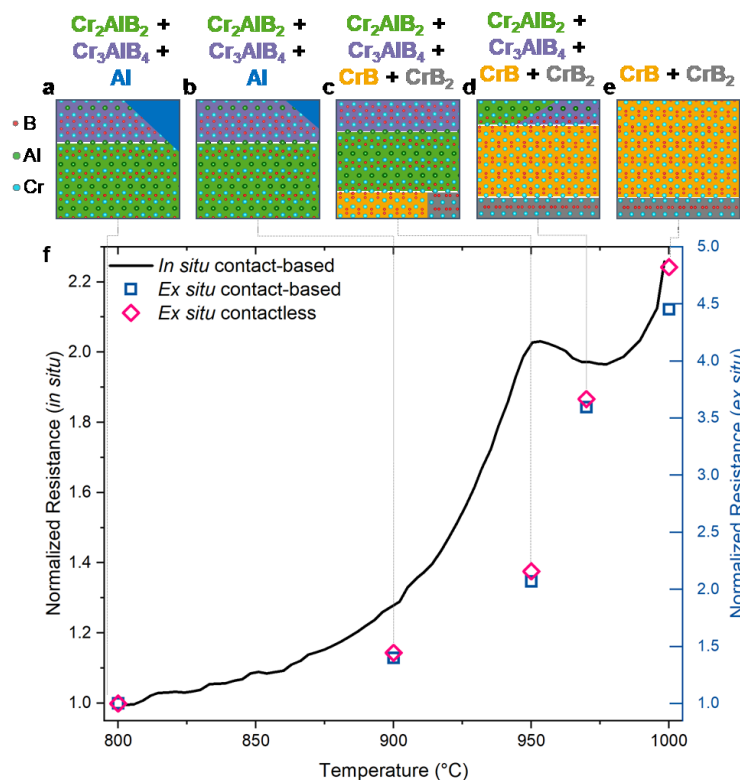 Cr₂AlB₂ + Cr₂AlB₂ + Cr₂AlB₂ + Cr₂AlB₂ +
Cr₃AlB₄ + Cr₃AlB₄ + Cr₃AlB₄ + Cr₃AlB₄ +
Al Al CrB + CrB₂ CrB + CrB₂ CrB + CrB₂
a b c d e
B
Al
Cr
f
In situ contact-based
Ex situ contact-based
Ex situ contactless
Normalized Resistance (in situ)
2.2
2.0
1.8
1.6
1.4
1.2
1.0
5.0
4.5
4.0
3.5
3.0
2.5
2.0
1.5
1.0
Normalized Resistance (ex situ)
800 850 900 950 1000
Temperature (°C)